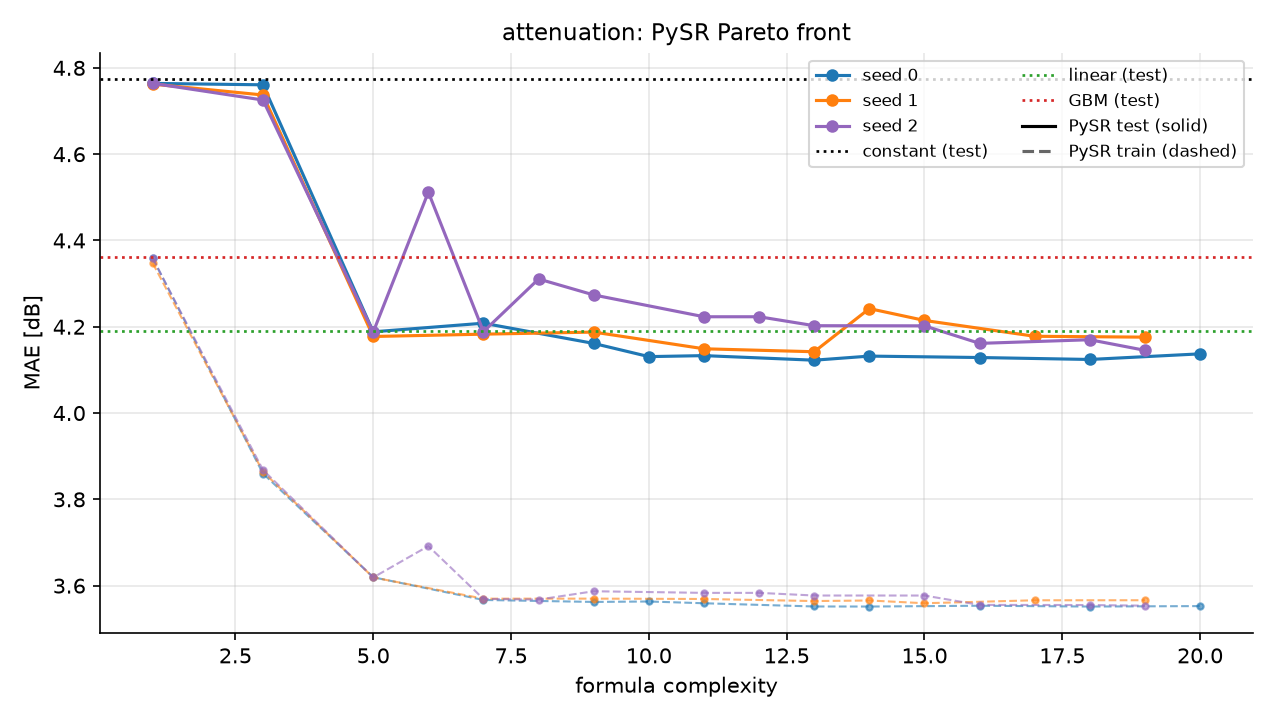 attenuation: PySR Pareto front
seed 0
seed 1
seed 2
constant (test)
linear (test)
GBM (test)
PySR test (solid)
PySR train (dashed)
MAE [dB]
4.8
4.6
4.4
4.2
4.0
3.8
3.6
2.5 5.0 7.5 10.0 12.5 15.0 17.5 20.0
formula complexity